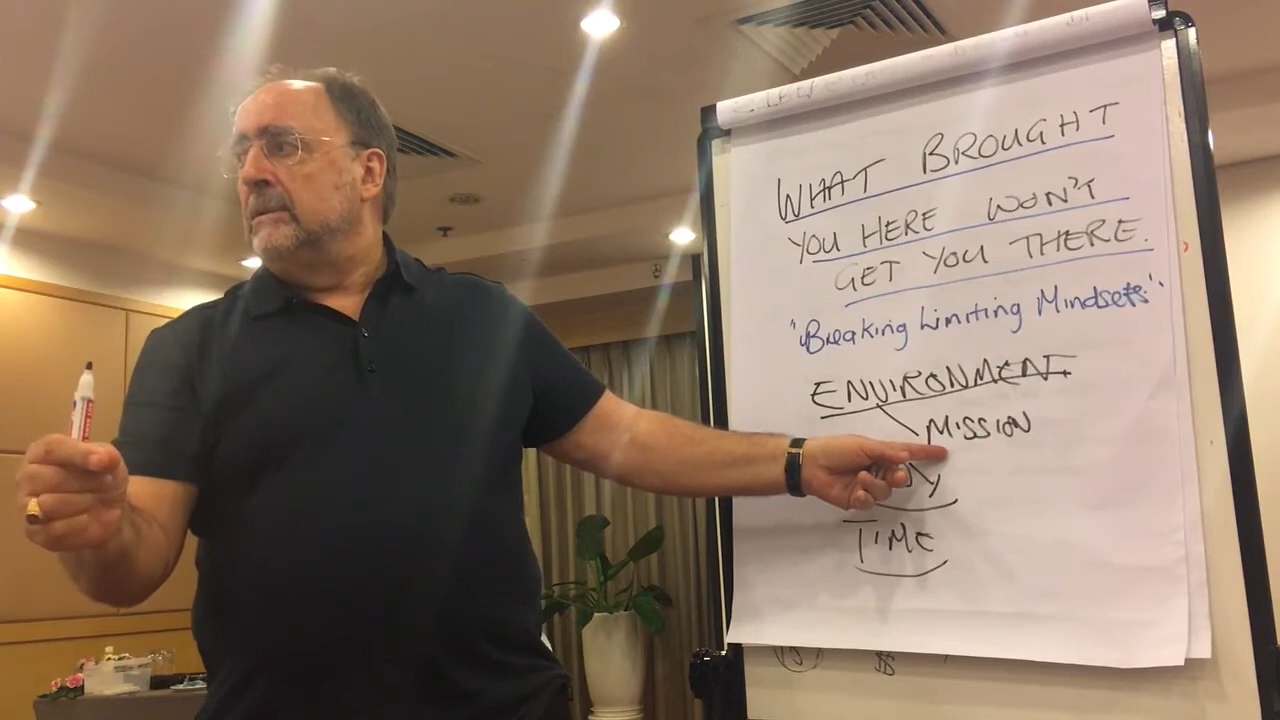 WHAT BROUGHT
YOU HERE WON'T
GET YOU THERE.
"Breaking Limiting Mindsets"
ENVIRONMENT
MISSION
TIME
$